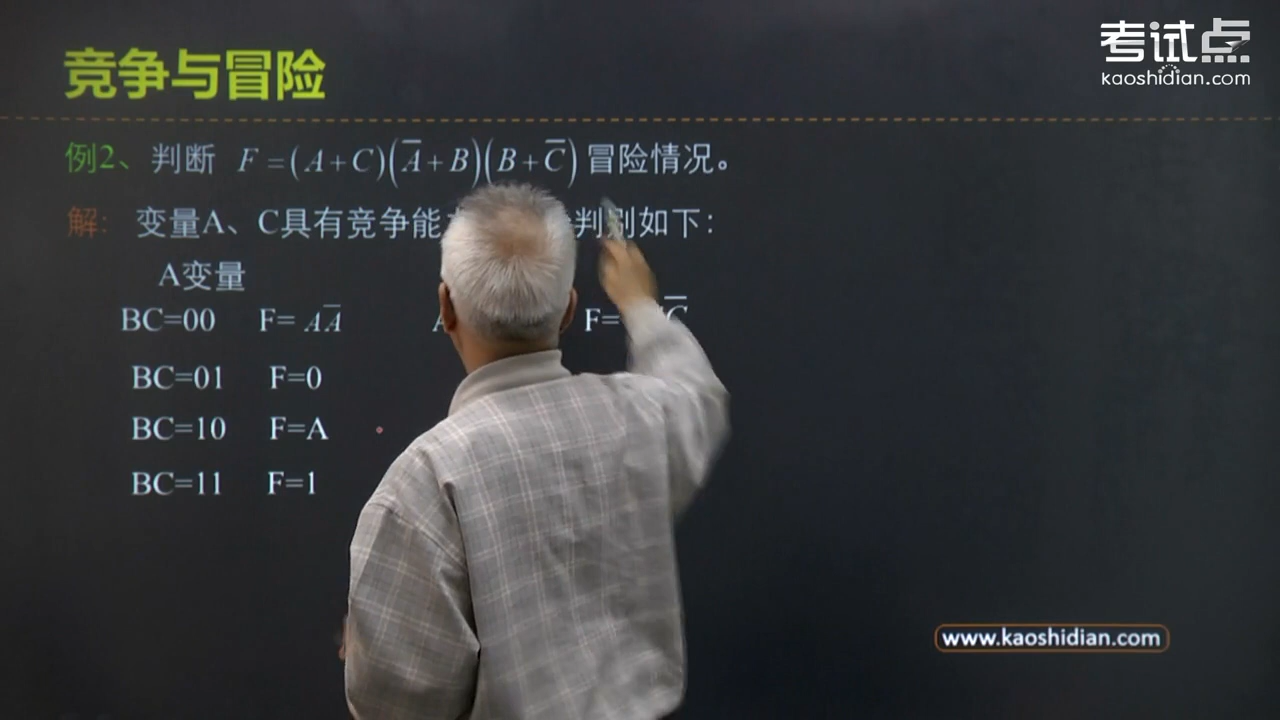 考试点
kaoshidian.com
竞争与冒险
例2、判断 F=(A+C)(A̅+B)(B+C̅)冒险情况。
解: 变量A、C具有竞争能 判别如下:
A变量
BC=00 F= AA̅ F= C̅
BC=01 F=0
BC=10 F=A
BC=11 F=1
www.kaoshidian.com